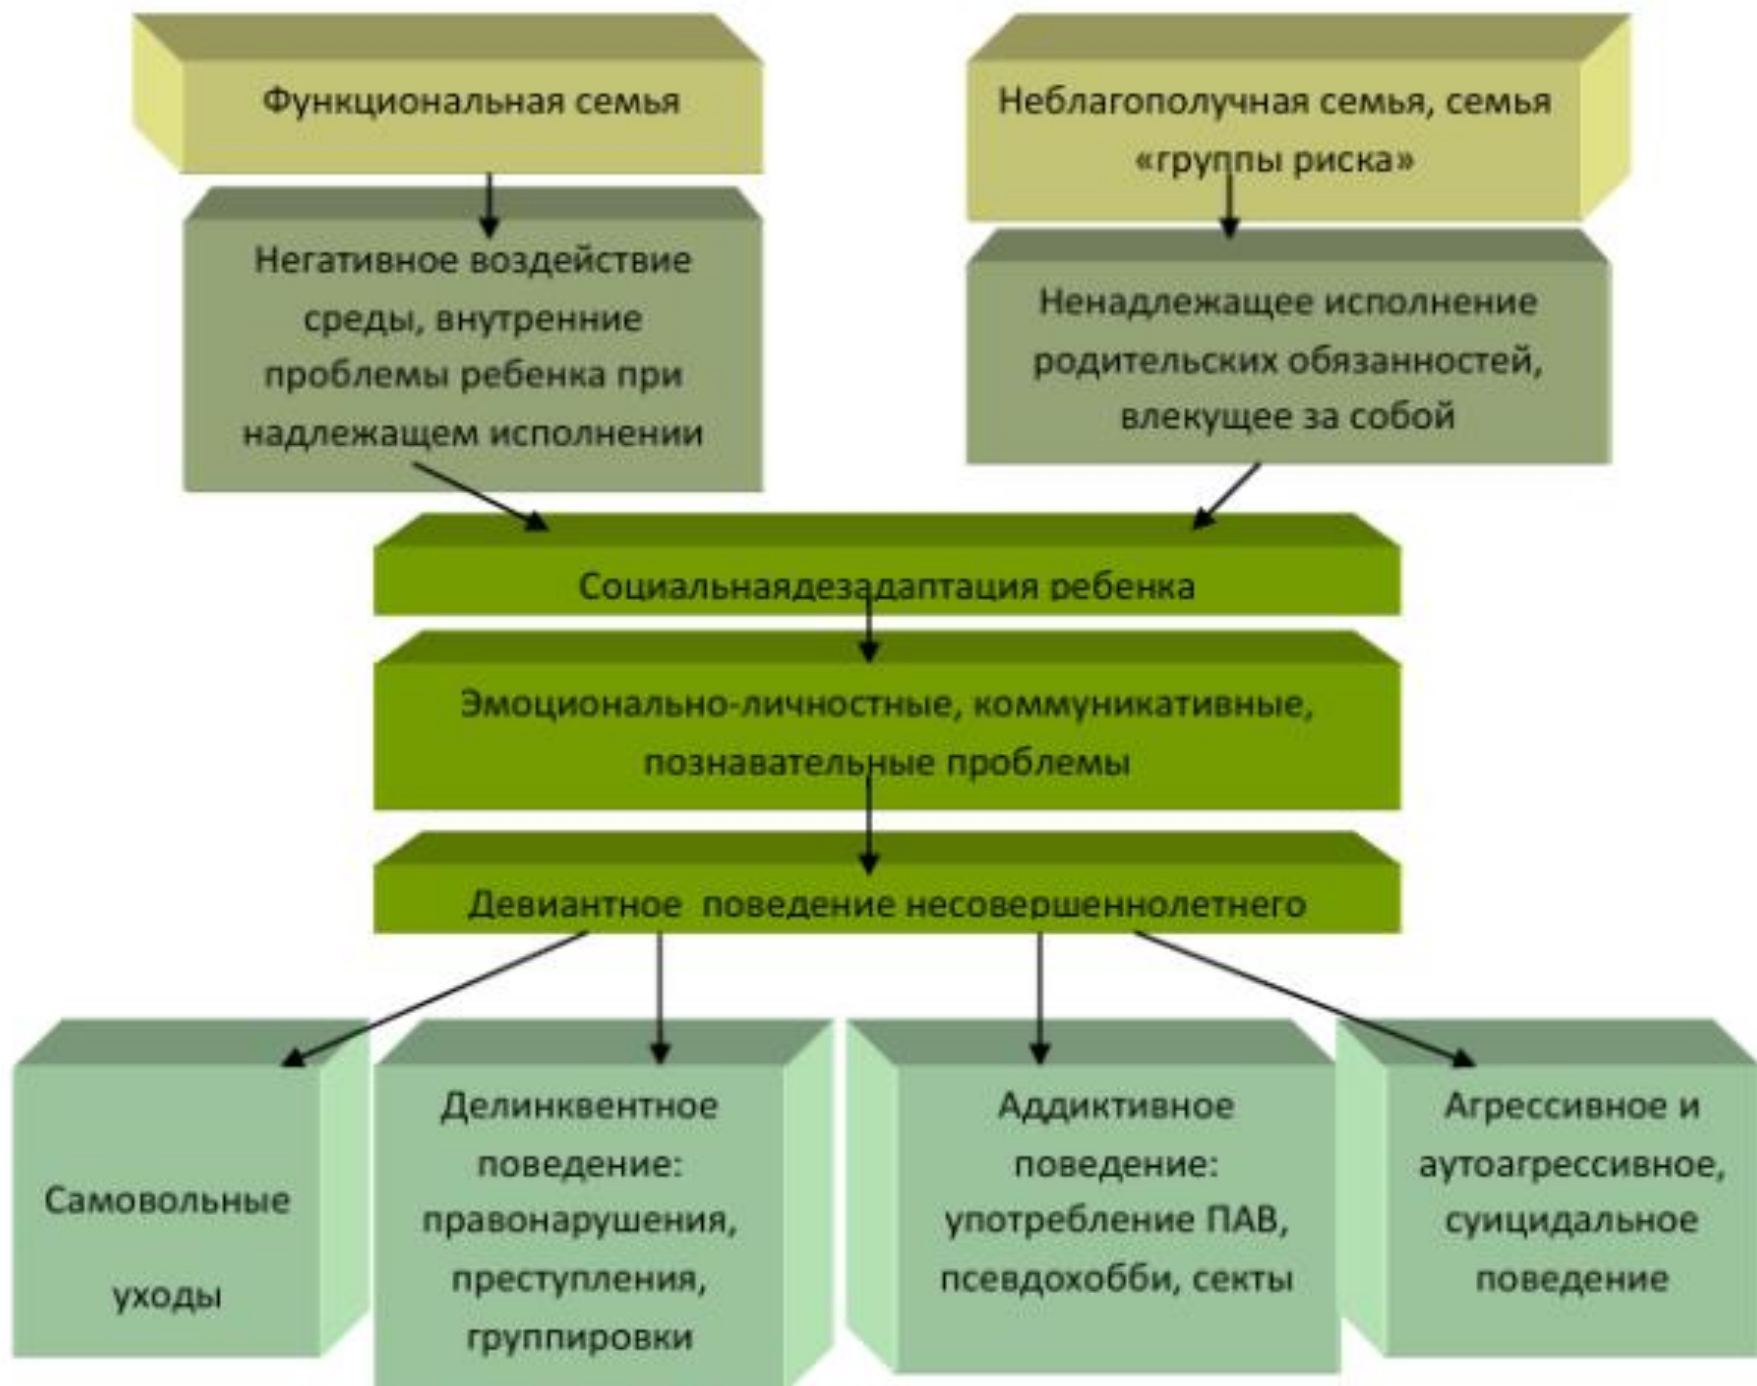 Функциональная семья
Неблагополучная семья, семья
«группы риска»
Негативное воздействие
среды, внутренние
проблемы ребенка при
надлежащем исполнении
Ненадлежащее исполнение
родительских обязанностей,
влекущее за собой
Социальнаядезадаптация ребенка
Эмоционально-личностные, коммуникативные,
познавательные проблемы
Девиантное поведение несовершеннолетнего
Самовольные
уходы
Делинквентное
поведение:
правонарушения,
преступления,
группировки
Аддиктивное
поведение:
употребление ПАВ,
псевдохобби, секты
Агрессивное и
аутоагрессивное,
суицидальное
поведение